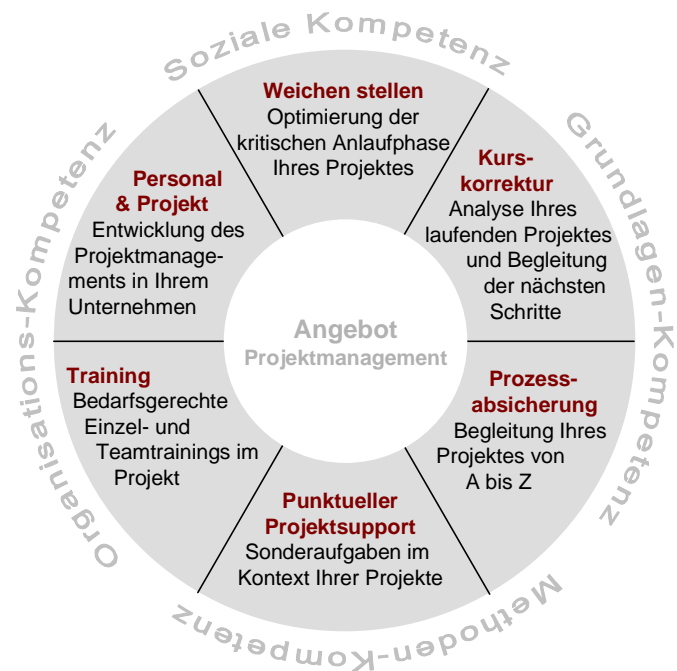 Soziale Kompetenz
Grundlagen-Kompetenz
Methoden-Kompetenz
Organisations-Kompetenz
Weichen stellen
Optimierung der
kritischen Anlaufphase
Ihres Projektes
Kurs-
korrektur
Analyse Ihres
laufenden Projektes
und Begleitung
der nächsten
Schritte
Prozess-
absicherung
Begleitung Ihres
Projektes von
A bis Z
Punktueller
Projektsupport
Sonderaufgaben im
Kontext Ihrer Projekte
Training
Bedarfsgerechte
Einzel- und
Teamtrainings im
Projekt
Personal
& Projekt
Entwicklung des
Projektmanage-
ments in Ihrem
Unternehmen
Angebot
Projektmanagement